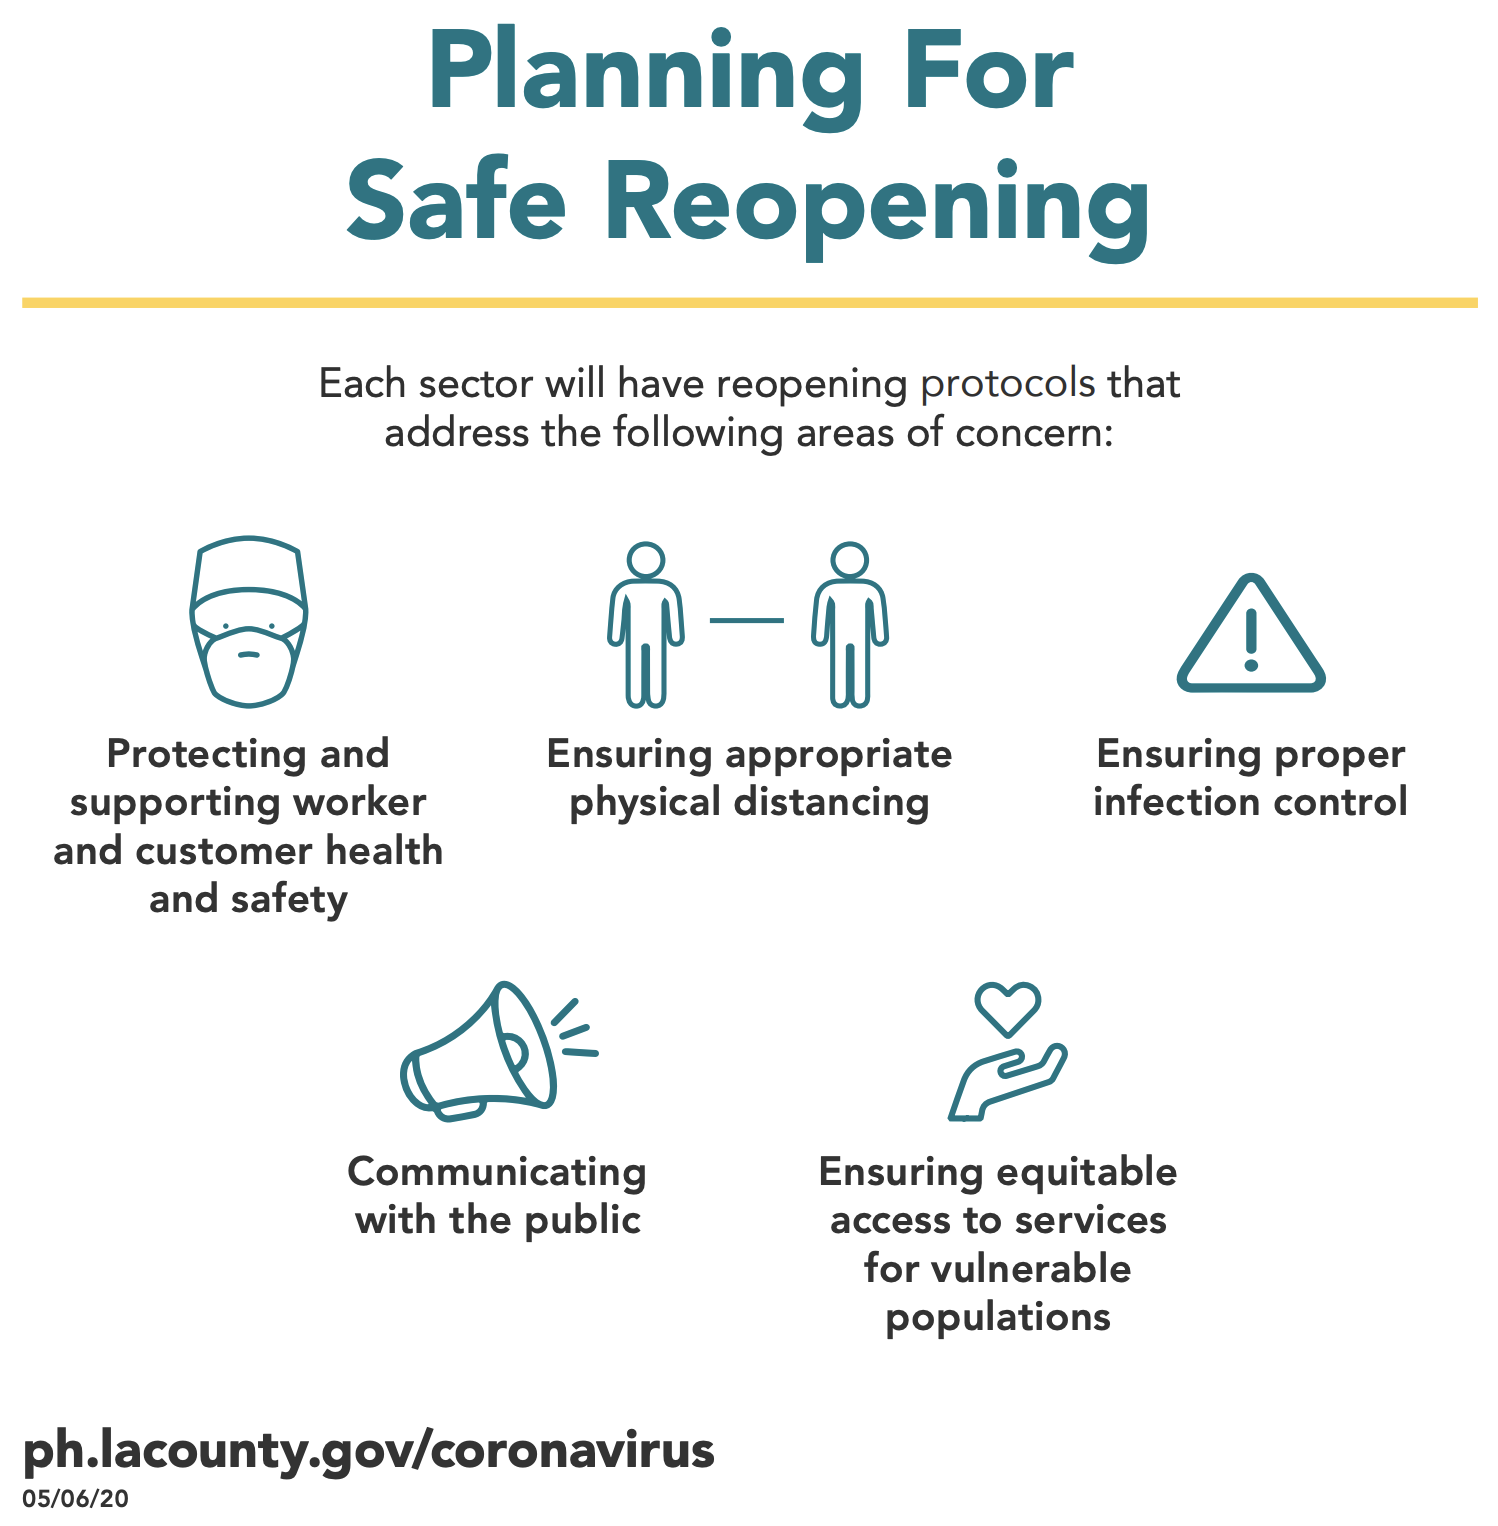 Planning For
Safe Reopening
Each sector will have reopening protocols that
address the following areas of concern:
Protecting and
supporting worker
and customer health
and safety
Ensuring appropriate
physical distancing
Ensuring proper
infection control
Communicating
with the public
Ensuring equitable
access to services
for vulnerable
populations
ph.lacounty.gov/coronavirus
05/06/20